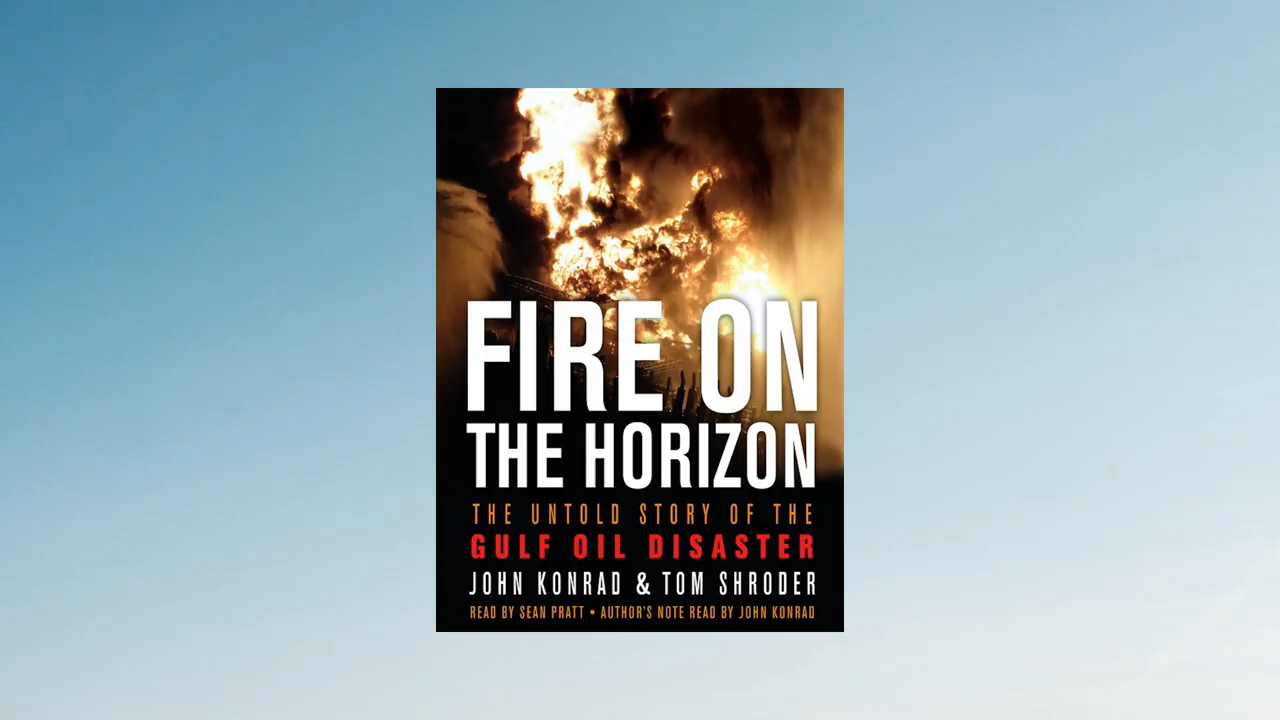 FIRE ON
THE HORIZON
THE UNTOLD STORY OF THE
GULF OIL DISASTER
JOHN KONRAD & TOM SHRODER
READ BY SEAN PRATT • AUTHOR'S NOTE READ BY JOHN KONRAD